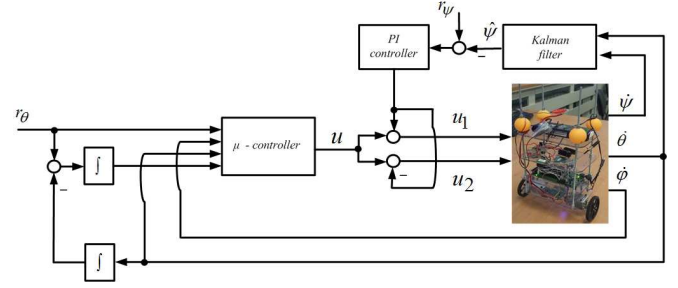 r_ψ
PI
controller
ψ̂
−
Kalman
filter
ψ̇
r_θ
μ - controller
u
u_1
θ̇
−
∫
−
u_2
φ̇
∫